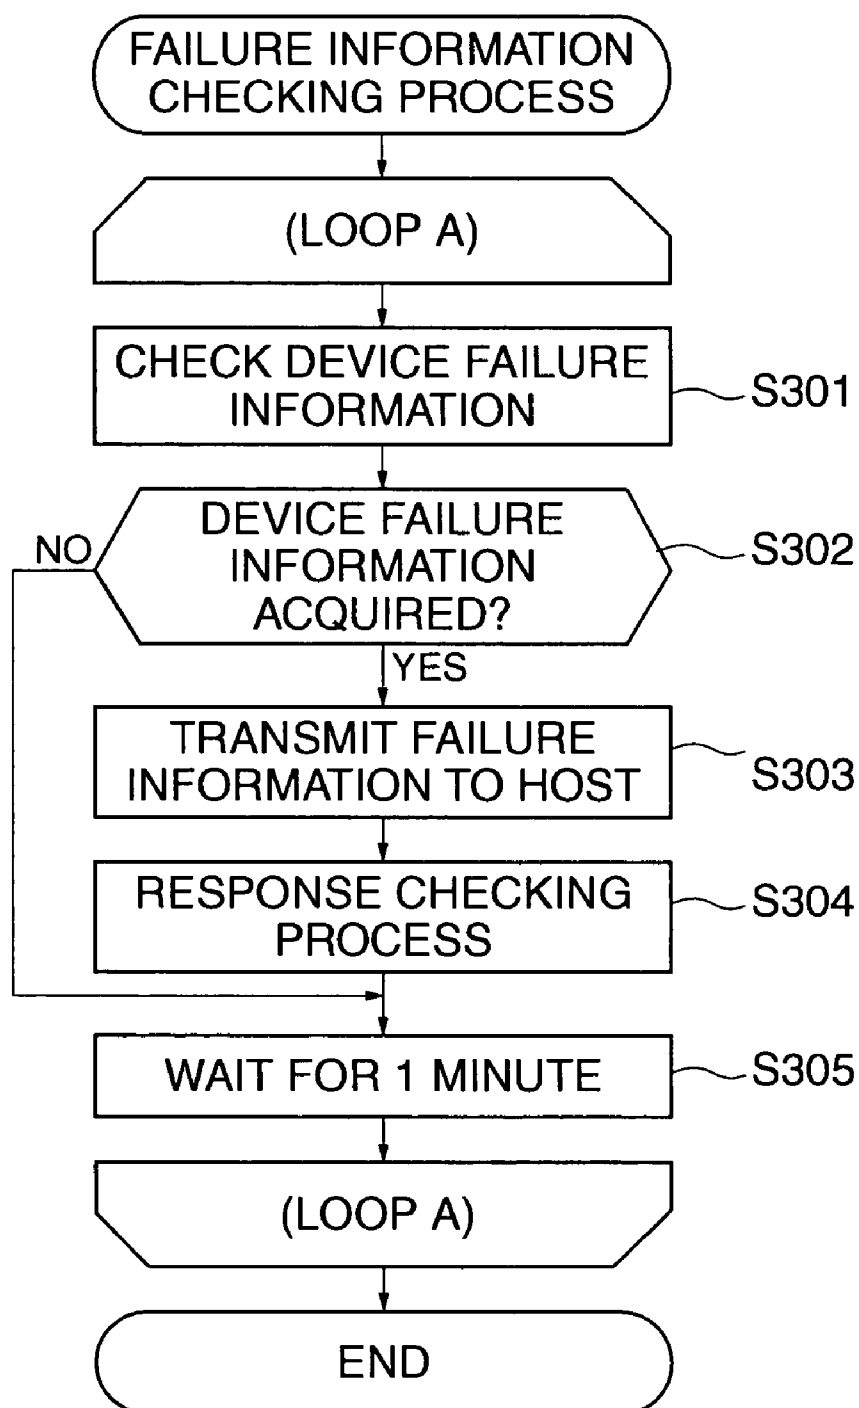 FAILURE INFORMATION
CHECKING PROCESS
(LOOP A)
CHECK DEVICE FAILURE
INFORMATION
S301
DEVICE FAILURE
INFORMATION
ACQUIRED?
S302
NO
YES
TRANSMIT FAILURE
INFORMATION TO HOST
S303
RESPONSE CHECKING
PROCESS
S304
WAIT FOR 1 MINUTE
S305
(LOOP A)
END